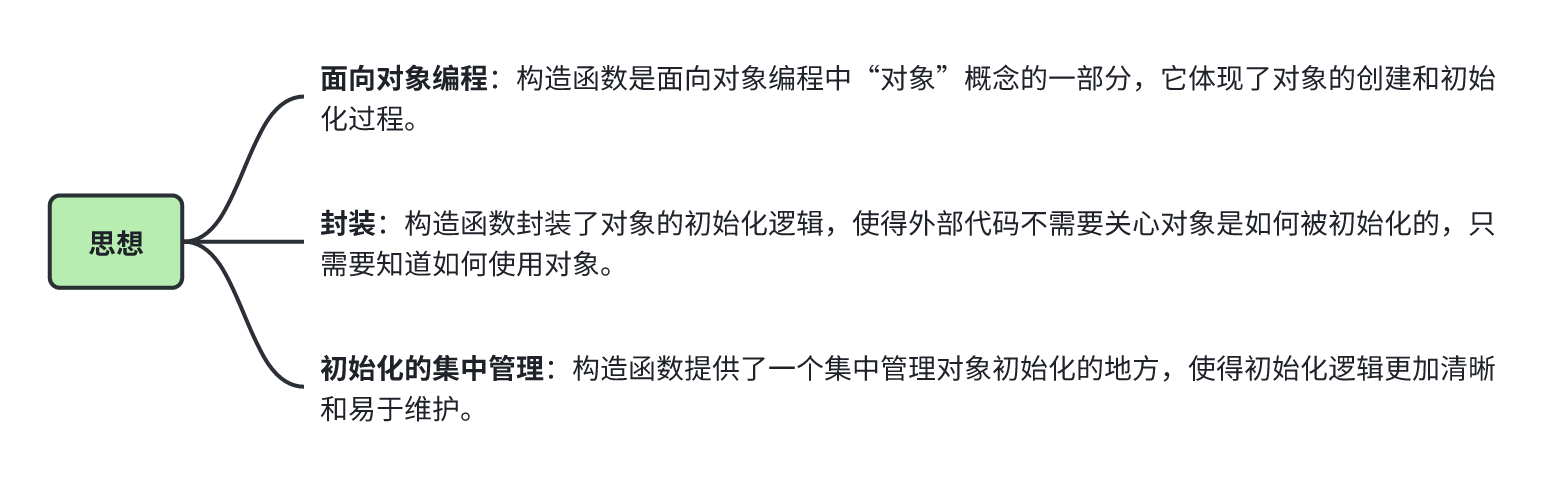 面向对象编程：构造函数是面向对象编程中“对象”概念的一部分，它体现了对象的创建和初始
化过程。
思想
封装：构造函数封装了对象的初始化逻辑，使得外部代码不需要关心对象是如何被初始化的，只
需要知道如何使用对象。
初始化的集中管理：构造函数提供了一个集中管理对象初始化的地方，使得初始化逻辑更加清晰
和易于维护。